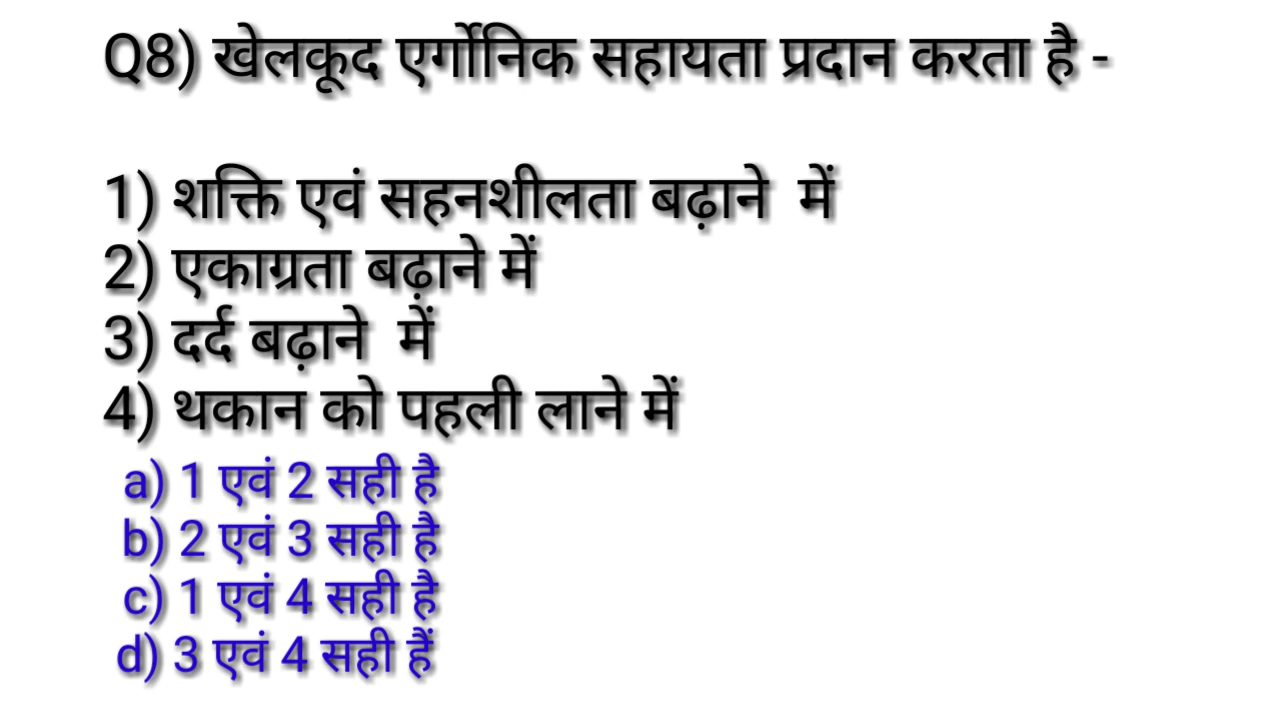 Q8) खेलकूद एर्गोनिक सहायता प्रदान करता है -
1) शक्ति एवं सहनशीलता बढ़ाने में
2) एकाग्रता बढ़ाने में
3) दर्द बढ़ाने में
4) थकान को पहली लाने में
a) 1 एवं 2 सही है
b) 2 एवं 3 सही है
c) 1 एवं 4 सही है
d) 3 एवं 4 सही हैं